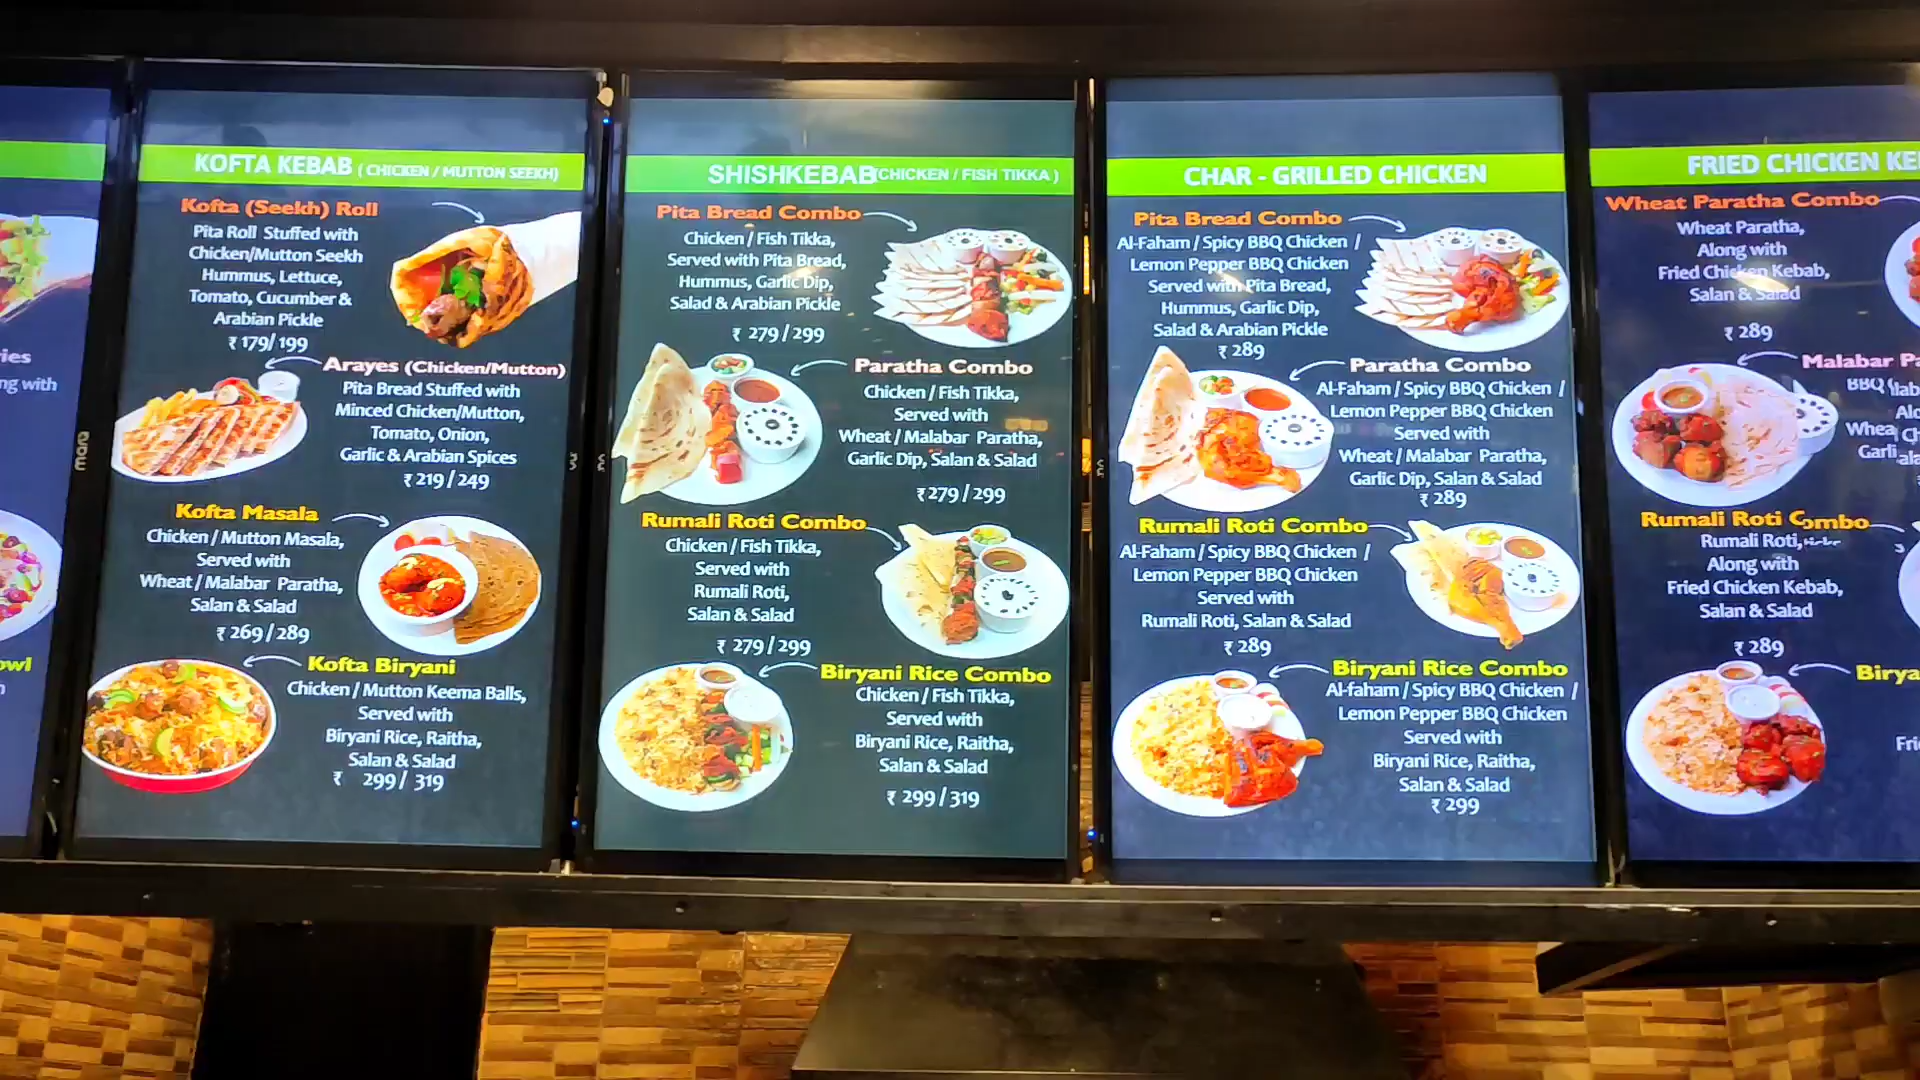 ries
ng with
owl
KOFTA KEBAB ( CHICKEN / MUTTON SEEKH)
Kofta (Seekh) Roll
Pita Roll Stuffed with
Chicken/Mutton Seekh
Hummus, Lettuce,
Tomato, Cucumber &
Arabian Pickle
₹ 179/ 199
Arayes (Chicken/Mutton)
Pita Bread Stuffed with
Minced Chicken/Mutton,
Tomato, Onion,
Garlic & Arabian Spices
₹ 219 / 249
Kofta Masala
Chicken / Mutton Masala,
Served with
Wheat / Malabar Paratha,
Salan & Salad
₹ 269 / 289
Kofta Biryani
Chicken / Mutton Keema Balls,
Served with
Biryani Rice, Raitha,
Salan & Salad
₹ 299 / 319
SHISHKEBAB (CHICKEN / FISH TIKKA )
Pita Bread Combo
Chicken / Fish Tikka,
Served with Pita Bread,
Hummus, Garlic Dip,
Salad & Arabian Pickle
₹ 279 / 299
Paratha Combo
Chicken / Fish Tikka,
Served with
Wheat / Malabar Paratha,
Garlic Dip, Salan & Salad
₹ 279 / 299
Rumali Roti Combo
Chicken / Fish Tikka,
Served with
Rumali Roti,
Salan & Salad
₹ 279 / 299
Biryani Rice Combo
Chicken / Fish Tikka,
Served with
Biryani Rice, Raitha,
Salan & Salad
₹ 299 / 319
CHAR - GRILLED CHICKEN
Pita Bread Combo
Al-Faham / Spicy BBQ Chicken /
Lemon Pepper BBQ Chicken
Served with Pita Bread,
Hummus, Garlic Dip,
Salad & Arabian Pickle
₹ 289
Paratha Combo
Al-Faham / Spicy BBQ Chicken /
Lemon Pepper BBQ Chicken
Served with
Wheat / Malabar Paratha,
Garlic Dip, Salan & Salad
₹ 289
Rumali Roti Combo
Al-Faham / Spicy BBQ Chicken /
Lemon Pepper BBQ Chicken
Served with
Rumali Roti, Salan & Salad
₹ 289
Biryani Rice Combo
Al-faham / Spicy BBQ Chicken /
Lemon Pepper BBQ Chicken
Served with
Biryani Rice, Raitha,
Salan & Salad
₹ 299
FRIED CHICKEN KE
Wheat Paratha Combo
Wheat Paratha,
Along with
Fried Chicken Kebab,
Salan & Salad
₹ 289
Malabar Pa
Rumali Roti Combo
Rumali Roti,
Along with
Fried Chicken Kebab,
Salan & Salad
₹ 289
Birya
Fri